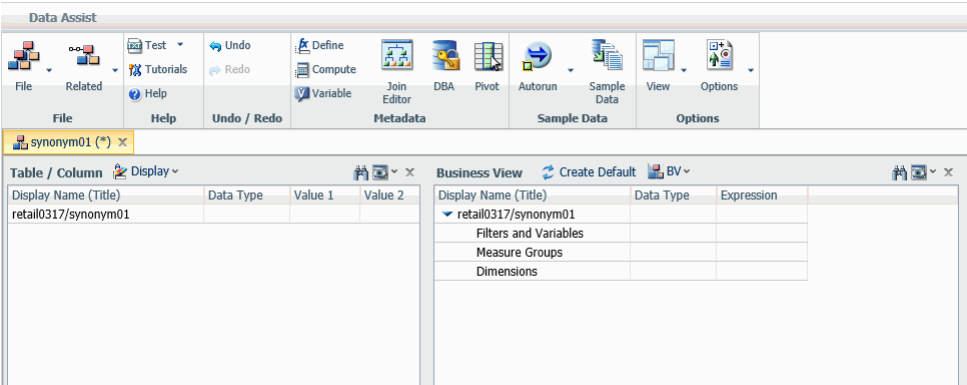 Data Assist
Test
Undo
Define
Tutorials
Redo
Compute
Help
Variable
File
Related
Join Editor
DBA
Pivot
Autorun
Sample Data
View
Options
File
Help
Undo / Redo
Metadata
Sample Data
Options
synonym01 (*)
Table / Column Display
Display Name (Title) Data Type Value 1 Value 2
retail0317/synonym01
Business View Create Default BV
Display Name (Title) Data Type Expression
retail0317/synonym01
Filters and Variables
Measure Groups
Dimensions